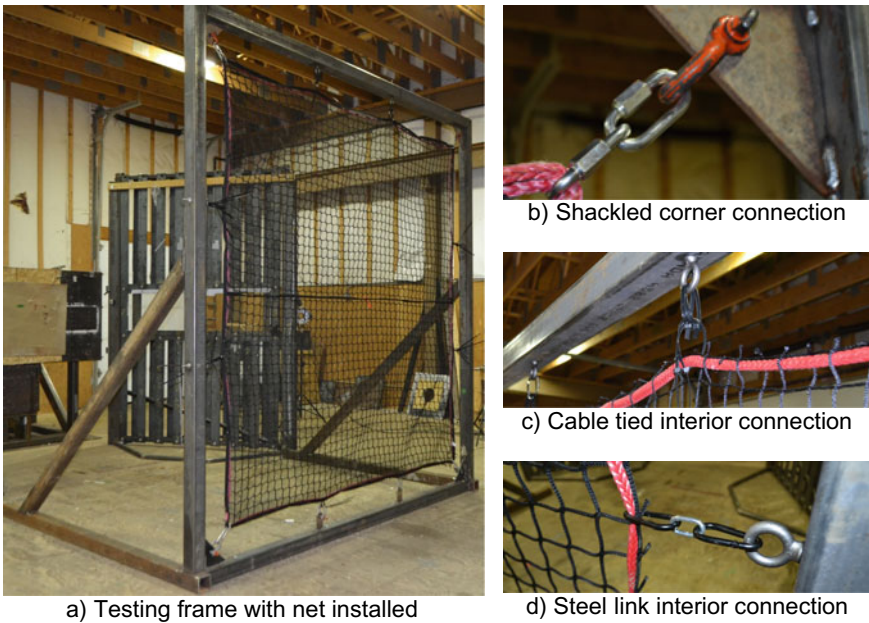 b) Shackled corner connection
c) Cable tied interior connection
a) Testing frame with net installed
d) Steel link interior connection